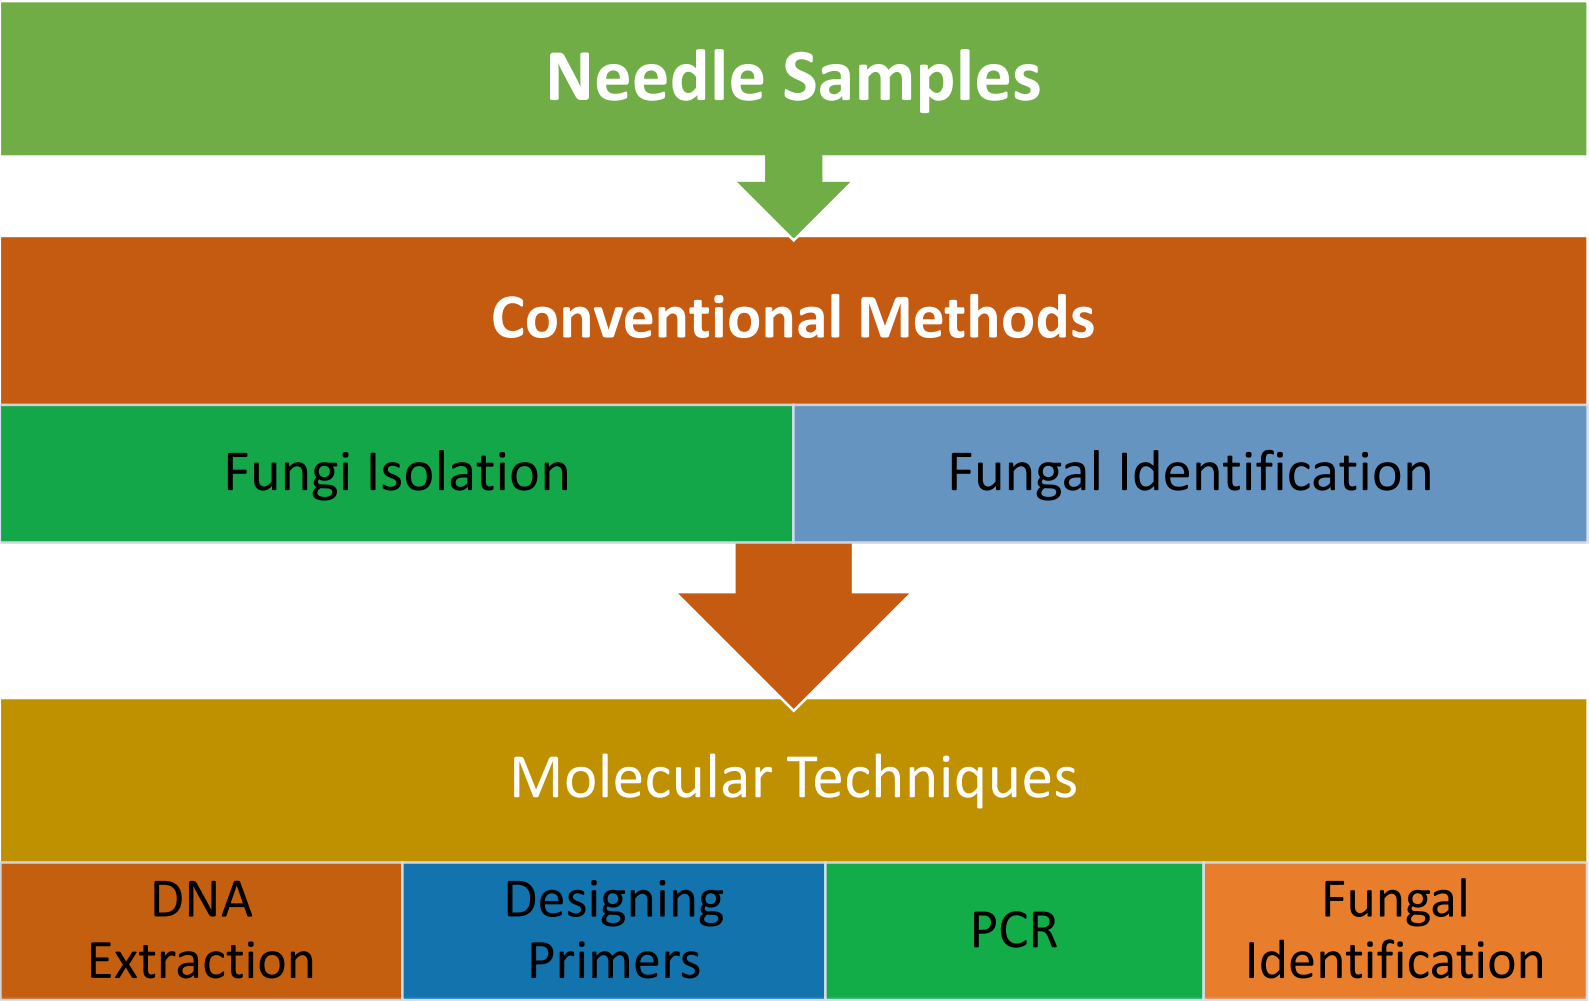 Needle Samples
Conventional Methods
Fungi Isolation
Fungal Identification
Molecular Techniques
DNA
Extraction
Designing
Primers
PCR
Fungal
Identification